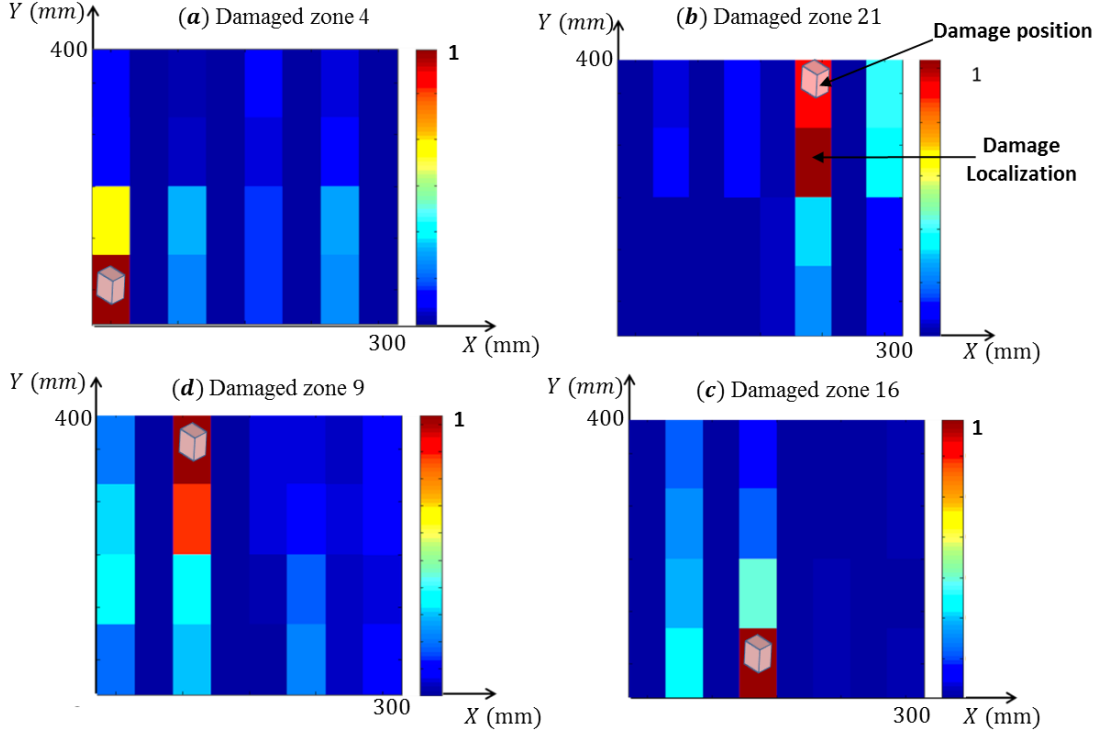 Y (mm)
(a) Damaged zone 4
400
1
300
X (mm)
Y (mm)
(b) Damaged zone 21
400
1
Damage position
Damage
Localization
300
X (mm)
Y (mm)
(d) Damaged zone 9
400
1
300
X (mm)
Y (mm)
(c) Damaged zone 16
400
1
300
X (mm)